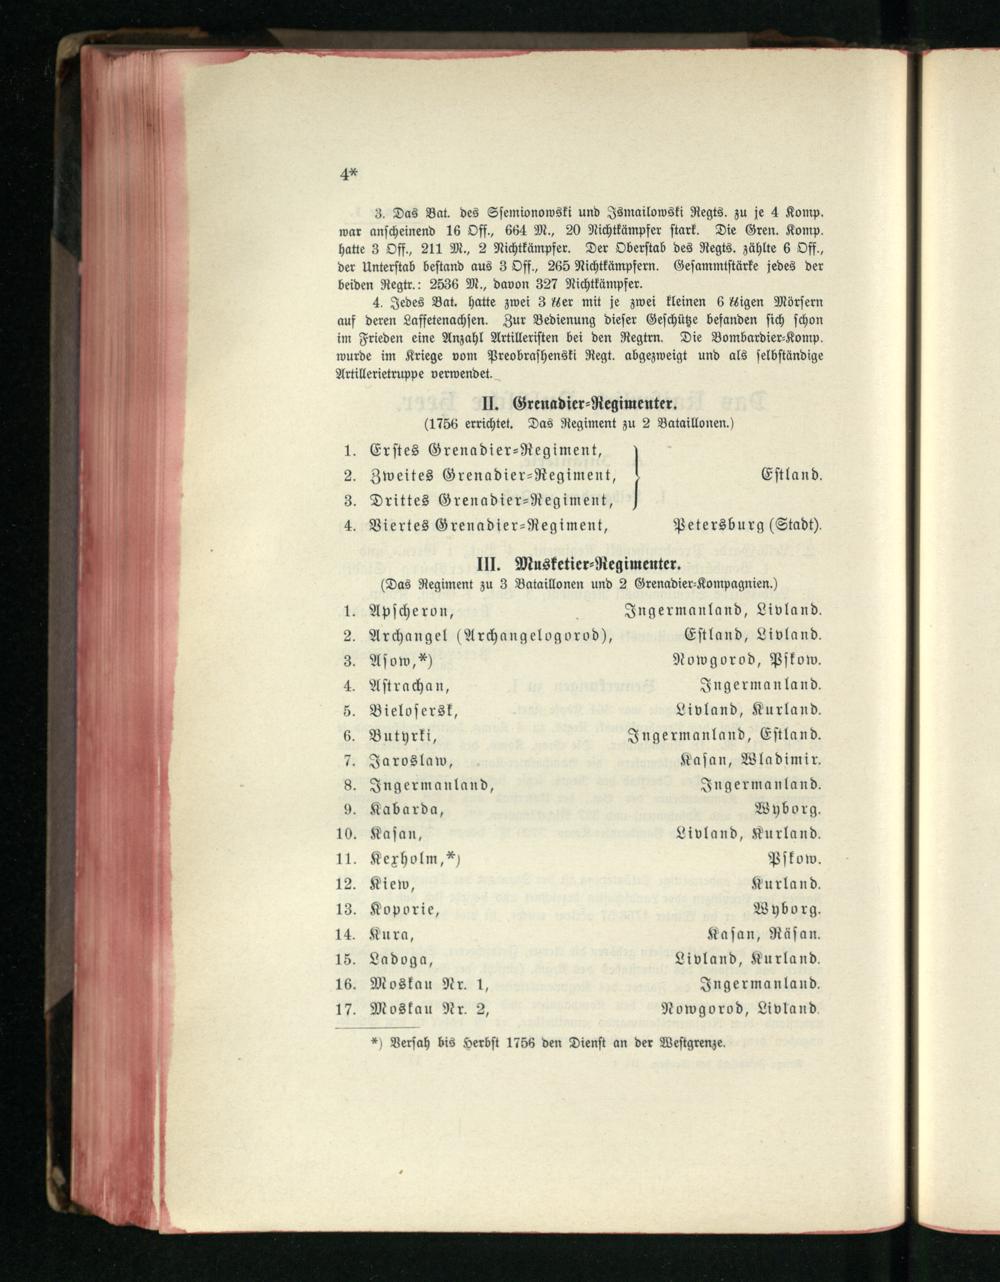 4*
3. Das Bat. des Ssemionowski und Ismailowski Regts. zu je 4 Komp.
war anscheinend 16 Off., 664 M., 20 Nichtkämpfer stark. Die Gren. Komp.
hatte 3 Off., 211 M., 2 Nichtkämpfer. Der Oberstab des Regts. zählte 6 Off.,
der Unterstab bestand aus 3 Off., 265 Nichtkämpfern. Gesammtstärke jedes der
beiden Regtr.: 2536 M., davon 327 Nichtkämpfer.
4. Jedes Bat. hatte zwei 3 ℔er mit je zwei kleinen 6 ℔igen Mörsern
auf deren Laffetenachsen. Zur Bedienung dieser Geschütze befanden sich schon
im Frieden eine Anzahl Artilleristen bei den Regtrn. Die Bombardier-Komp.
wurde im Kriege vom Preobrashenski Regt. abgezweigt und als selbständige
Artillerietruppe verwendet.
II. Grenadier-Regimenter.
(1756 errichtet. Das Regiment zu 2 Bataillonen.)
1. Erstes Grenadier-Regiment,
2. Zweites Grenadier-Regiment, } Estland.
3. Drittes Grenadier-Regiment,
4. Viertes Grenadier-Regiment, Petersburg (Stadt).
III. Musketier-Regimenter.
(Das Regiment zu 3 Bataillonen und 2 Grenadier-Kompagnien.)
1. Apscheron, Ingermanland, Livland.
2. Archangel (Archangelogorod), Estland, Livland.
3. Asow,*) Nowgorod, Pskow.
4. Astrachan, Ingermanland.
5. Bielosersk, Livland, Kurland.
6. Butyrki, Ingermanland, Estland.
7. Jaroslaw, Kasan, Wladimir.
8. Ingermanland, Ingermanland.
9. Kabarda, Wyborg.
10. Kasan, Livland, Kurland.
11. Kexholm,*) Pskow.
12. Kiew, Kurland.
13. Koporie, Wyborg.
14. Kura, Kasan, Räsan.
15. Ladoga, Livland, Kurland.
16. Moskau Nr. 1, Ingermanland.
17. Moskau Nr. 2, Nowgorod, Livland.
*) Versah bis Herbst 1756 den Dienst an der Westgrenze.